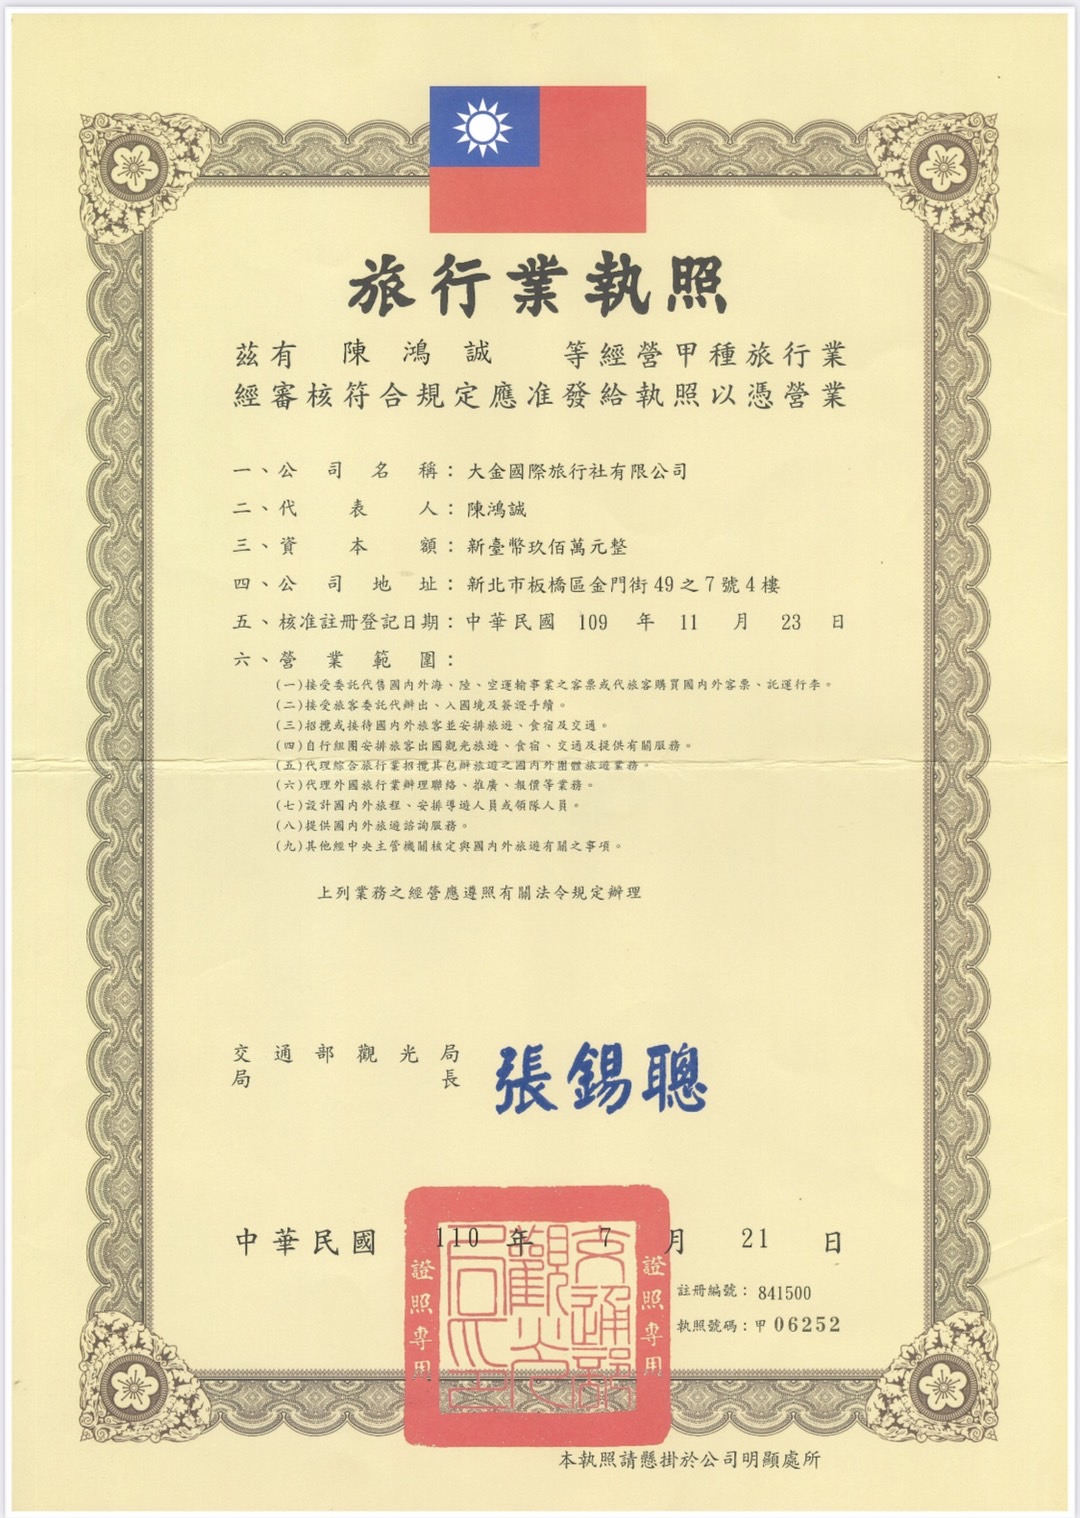 旅行業執照
茲有 陳鴻誠 等經營甲種旅行業
經審核符合規定應准發給執照以憑營業
一、公司名稱：大金國際旅行社有限公司
二、代表人：陳鴻誠
三、資本額：新臺幣玖佰萬元整
四、公司地址：新北市板橋區金門街49之7號4樓
五、核准註冊登記日期：中華民國 109 年 11 月 23 日
六、營業範圍：
(一)接受委託代售國內外海、陸、空運輸事業之客票或代旅客購買國內外客票、託運行李。
(二)接受旅客委託代辦出、入國境及簽證手續。
(三)招攬或接待國內外旅客並安排旅遊、食宿及交通。
(四)自行組團安排旅客出國觀光旅遊、食宿、交通及提供有關服務。
(五)代理綜合旅行業招攬其包辦旅遊之國內外團體旅遊業務。
(六)代理外國旅行業辦理聯絡、推廣、報價等業務。
(七)設計國內外旅程、安排導遊人員或領隊人員。
(八)提供國內外旅遊諮詢服務。
(九)其他經中央主管機關核定與國內外旅遊有關之事項。
上列業務之經營應遵照有關法令規定辦理
交通部觀光局
局長 張錫聰
中華民國 110 年 7 月 21 日
證照專用
交通部觀光局印
證照專用
註冊編號：841500
執照號碼：甲06252
本執照請懸掛於公司明顯處所